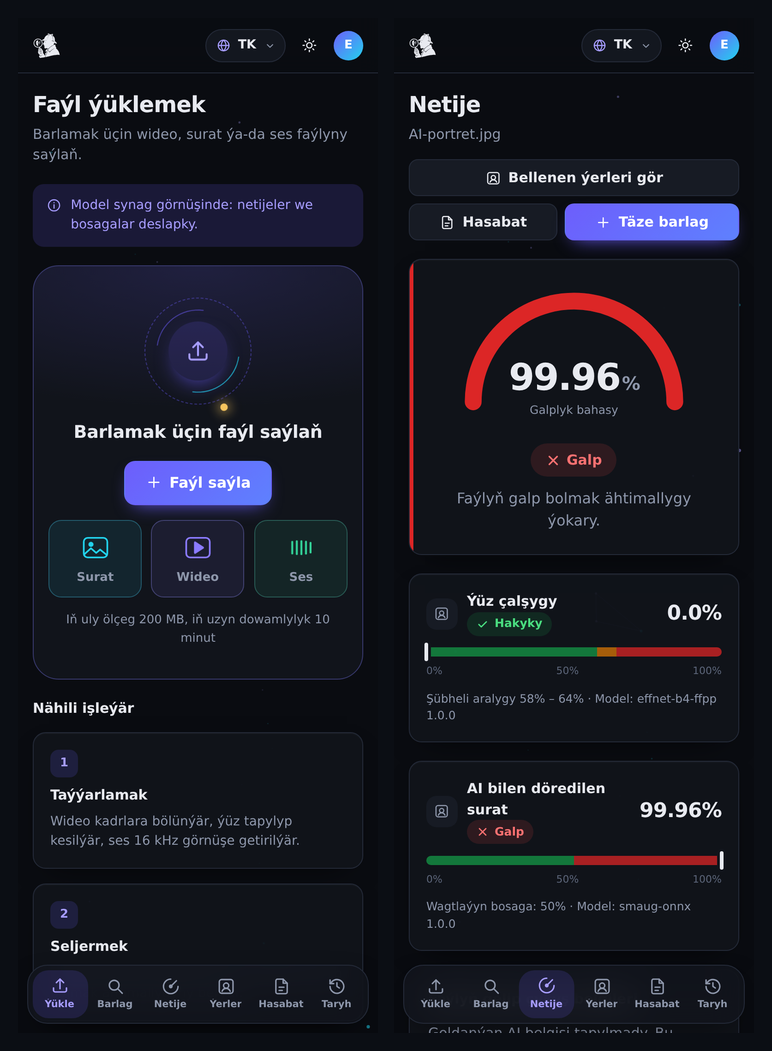 TK
E
Faýl ýüklemek
Barlamak üçin wideo, surat ýa-da ses faýlyny
saýlaň.
Model synag görnüşinde: netijeler we
bosagalar deslapky.
Barlamak üçin faýl saýlaň
Faýl saýla
Surat
Wideo
Ses
Iň uly ölçeg 200 MB, iň uzyn dowamlylyk 10
minut
Nähili işleýär
1
Taýýarlamak
Wideo kadrlara bölünýär, ýüz tapylyp
kesilýär, ses 16 kHz görnüşe getirilýär.
2
Seljermek
Yükle
Barlag
Netije
Yerler
Hasabat
Taryh
TK
E
Netije
AI-portret.jpg
Bellenen ýerleri gör
Hasabat
Täze barlag
99.96%
Galplyk bahasy
Galp
Faýlyň galp bolmak ähtimallygy
ýokary.
Ýüz çalşygy
Hakyky
0.0%
0%
50%
100%
Şübheli aralygy 58% – 64% · Model: effnet-b4-ffpp
1.0.0
AI bilen döredilen
surat
Galp
99.96%
0%
50%
100%
Wagtlaýyn bosaga: 50% · Model: smaug-onnx
1.0.0
Yükle
Barlag
Netije
Yerler
Hasabat
Taryh